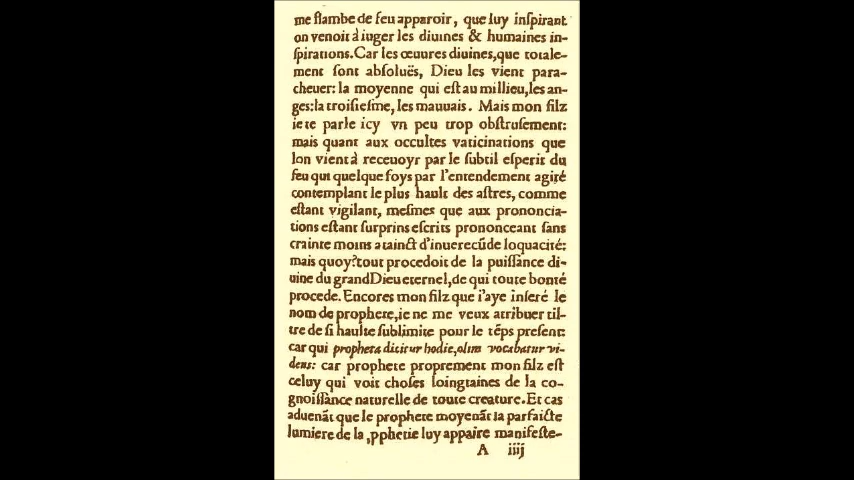 me flambe de feu apparoir, que luy inſpirant
on venoit à iuger les diuines & humaines in-
ſpirations. Car les œuures diuines, que totale-
ment ſont abſoluës, Dieu les vient para-
cheuer: la moyenne qui eſt au millieu, les an-
ges: la troiſieſme, les mauuais. Mais mon filz
ie te parle icy vn peu trop obſtruſement:
mais quant aux occultes vaticinations que
lon vient à receuoyr par le ſubtil eſperit du
feu qui quelque foys par l'entendement agité
contemplant le plus hault des aſtres, comme
eſtant vigilant, meſmes que aux prononcia-
tions eſtant ſurprins eſcrits prononceant ſans
crainte moins atainct d'inuerecũde loquacité:
mais quoy? tout procedoit de la puiſſance di-
uine du grand Dieu eternel, de qui toute bonté
procede. Encores mon filz que i'aye inſeré le
nom de prophete, ie ne me veux atribuer til-
tre de ſi haulte ſublimité pour le tẽps preſent:
car qui propheta dicitur hodie, olim vocabatur vi-
dens: car prophete proprement mon filz eſt
celuy qui voit choſes loingtaines de la co-
gnoiſſance naturelle de toute creature. Et cas
aduenãt que le prophete moyenãt la parfaicte
lumiere de la ,pphetie luy appaire manifeſte-
A iiij